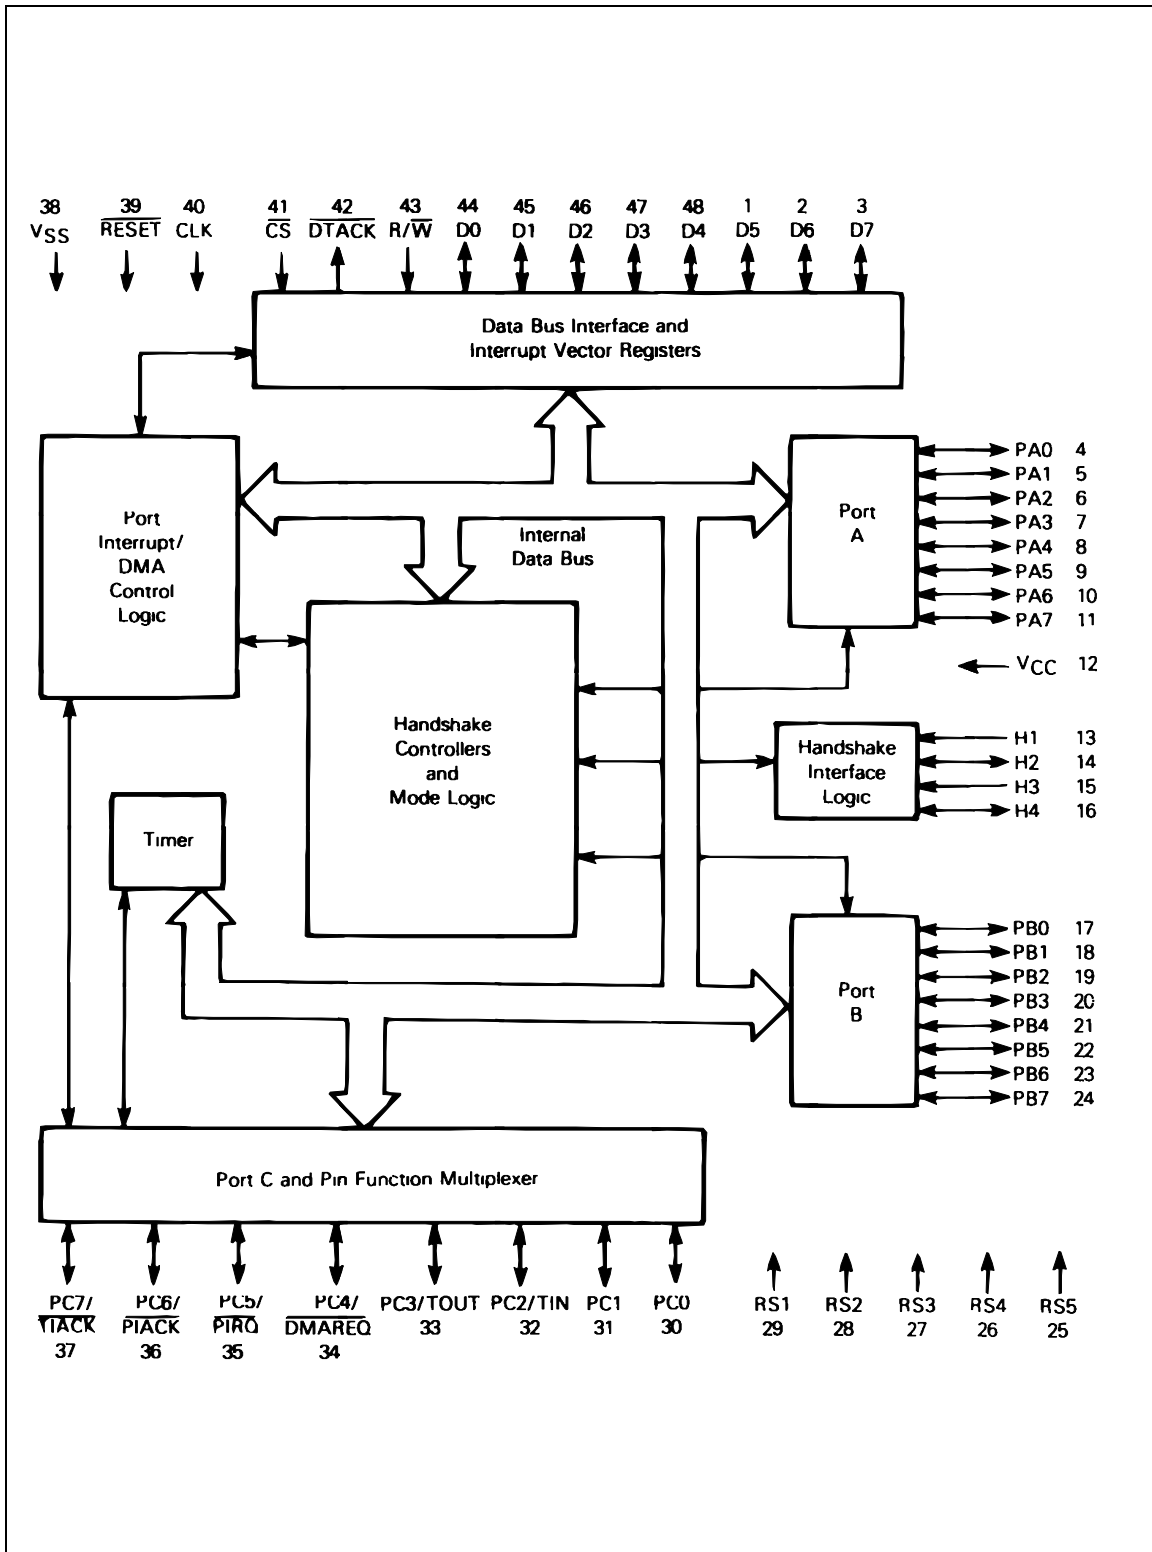 38 39 40 41 42 43 44 45 46 47 48 1 2 3
VSS RESET CLK CS DTACK R/W D0 D1 D2 D3 D4 D5 D6 D7
Data Bus Interface and
Interrupt Vector Registers
Port
Interrupt/
DMA
Control
Logic
Internal
Data Bus
Port
A
PA0 4
PA1 5
PA2 6
PA3 7
PA4 8
PA5 9
PA6 10
PA7 11
VCC 12
Handshake
Controllers
and
Mode Logic
Handshake
Interface
Logic
H1 13
H2 14
H3 15
H4 16
Timer
Port
B
PB0 17
PB1 18
PB2 19
PB3 20
PB4 21
PB5 22
PB6 23
PB7 24
Port C and Pin Function Multiplexer
PC7/ PC6/ PC5/ PC4/ PC3/TOUT PC2/TIN PC1 PC0 RS1 RS2 RS3 RS4 RS5
TIACK PIACK PIRQ DMAREQ 33 32 31 30 29 28 27 26 25
37 36 35 34